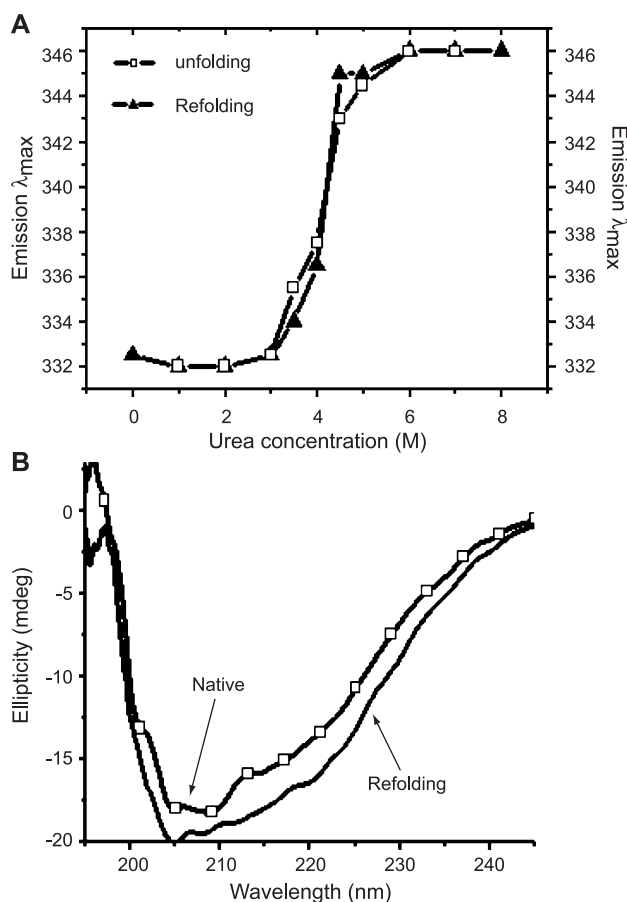 A
346
344
342
340
338
336
334
332
Emission λmax
unfolding
Refolding
346
344
342
340
338
336
334
332
Emission λmax
0 2 4 6 8
Urea concentration (M)
B
0
-5
-10
-15
-20
Ellipticity (mdeg)
Native
Refolding
200 210 220 230 240
Wavelength (nm)